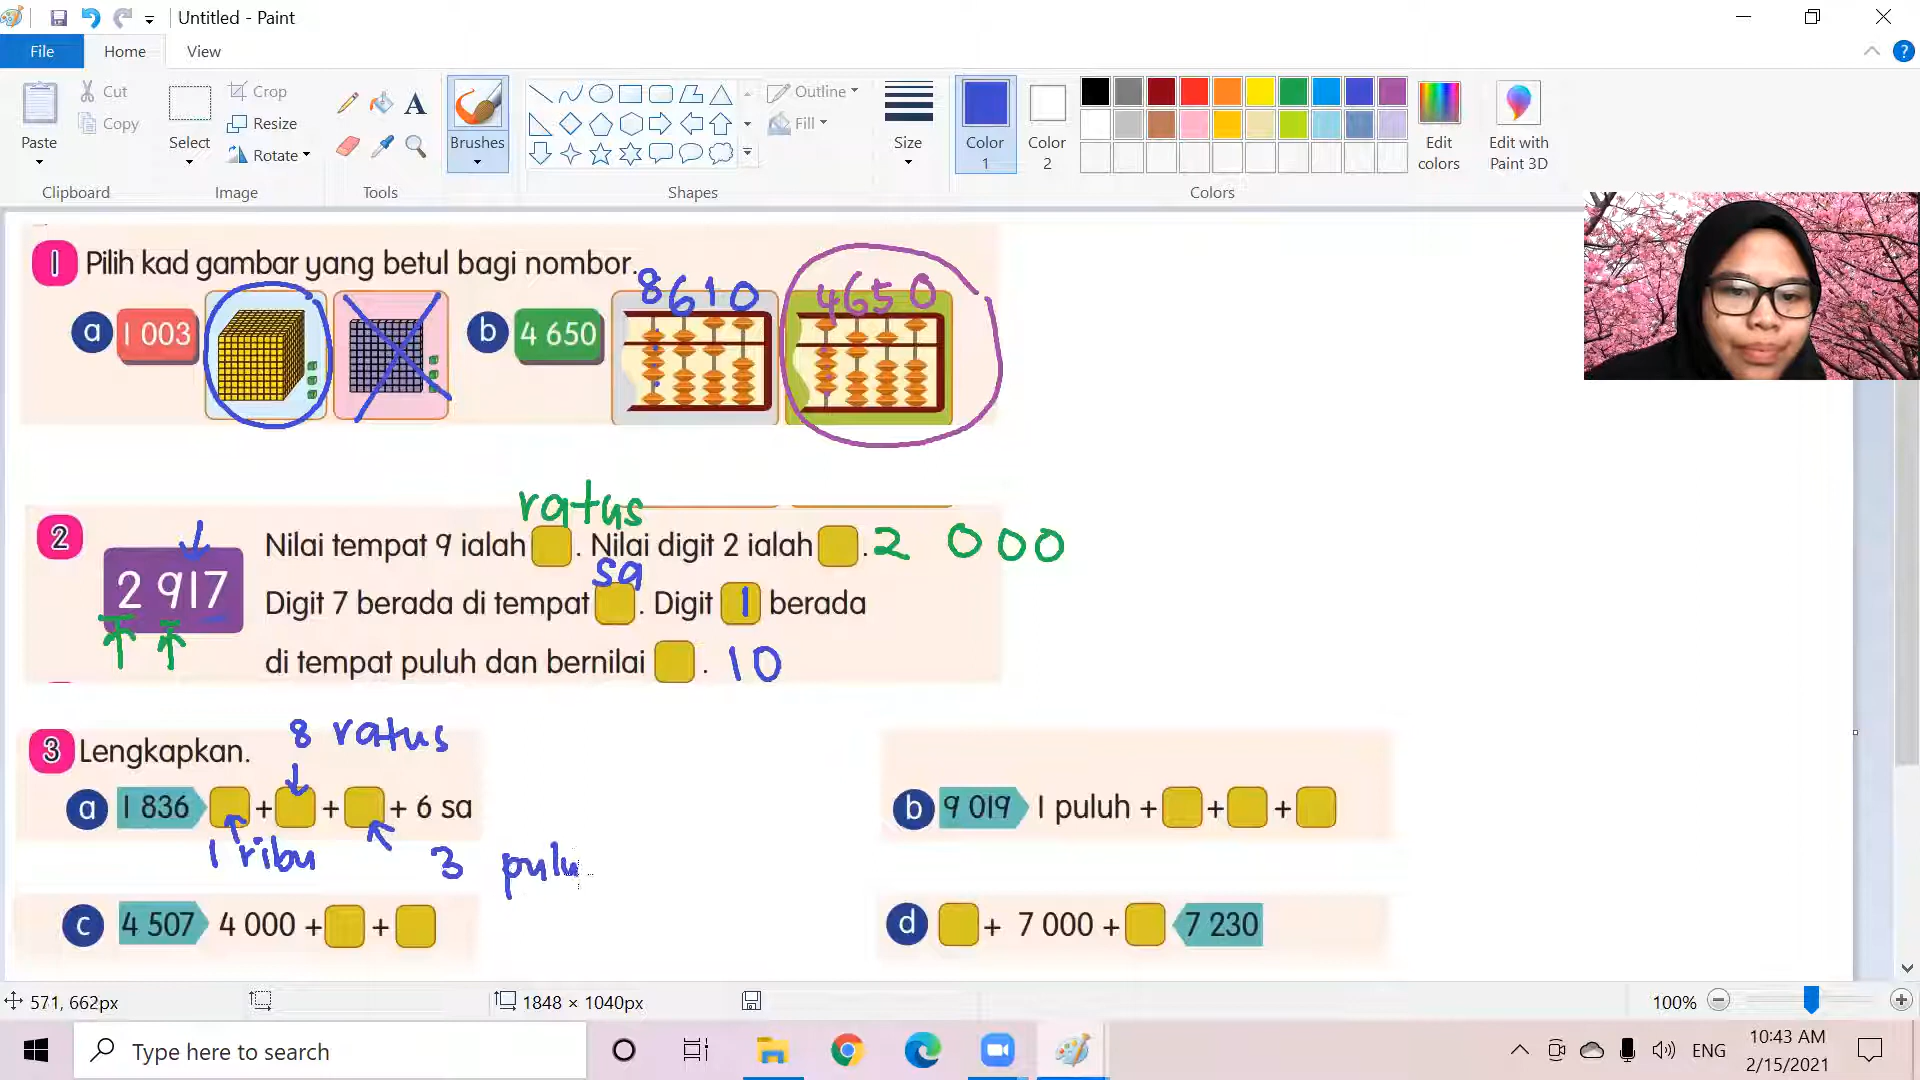 Untitled - Paint
File Home View
Paste Cut Copy Clipboard
Select Crop Resize Rotate Image
Tools
Brushes
Shapes Outline Fill
Size
Color 1
Color 2
Edit colors
Edit with Paint 3D
Colors
1 Pilih kad gambar yang betul bagi nombor.
8610 4650
a 1 003 b 4 650
ratus
2 Nilai tempat 9 ialah . Nilai digit 2 ialah . 2 000
2 917
sa
Digit 7 berada di tempat . Digit 1 berada
di tempat puluh dan bernilai . 10
8 ratus
3 Lengkapkan.
a 1 836 + + + 6 sa
b 9 019 1 puluh + + +
1 ribu 3 pulu
c 4 507 4 000 + +
d + 7 000 + 7 230
571, 662px 1848 × 1040px 100%
Type here to search
ENG 10:43 AM
2/15/2021